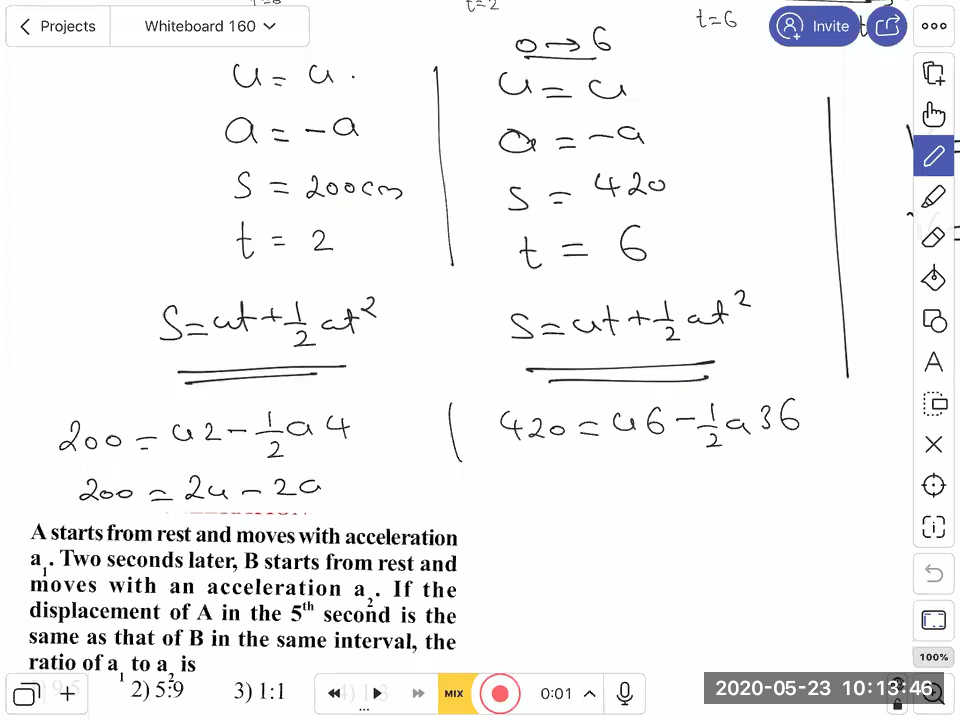 t=2
t=6
Projects
Whiteboard 160
Invite
0→6
u = u
u = u
a = -a
a = -a
s = 200cm
s = 420
t = 2
t = 6
S=ut+1/2 at²
S=ut+1/2 at²
200 = u2 - 1/2 a 4
420 = u6 - 1/2 a 36
200 = 2u - 2a
A starts from rest and moves with acceleration
a₁. Two seconds later, B starts from rest and
moves with an acceleration a₂. If the
displacement of A in the 5th second is the
same as that of B in the same interval, the
ratio of a₁ to a₂ is
2) 5:9
3) 1:1
MIX
0:01
100%
2020-05-23 10:13:46